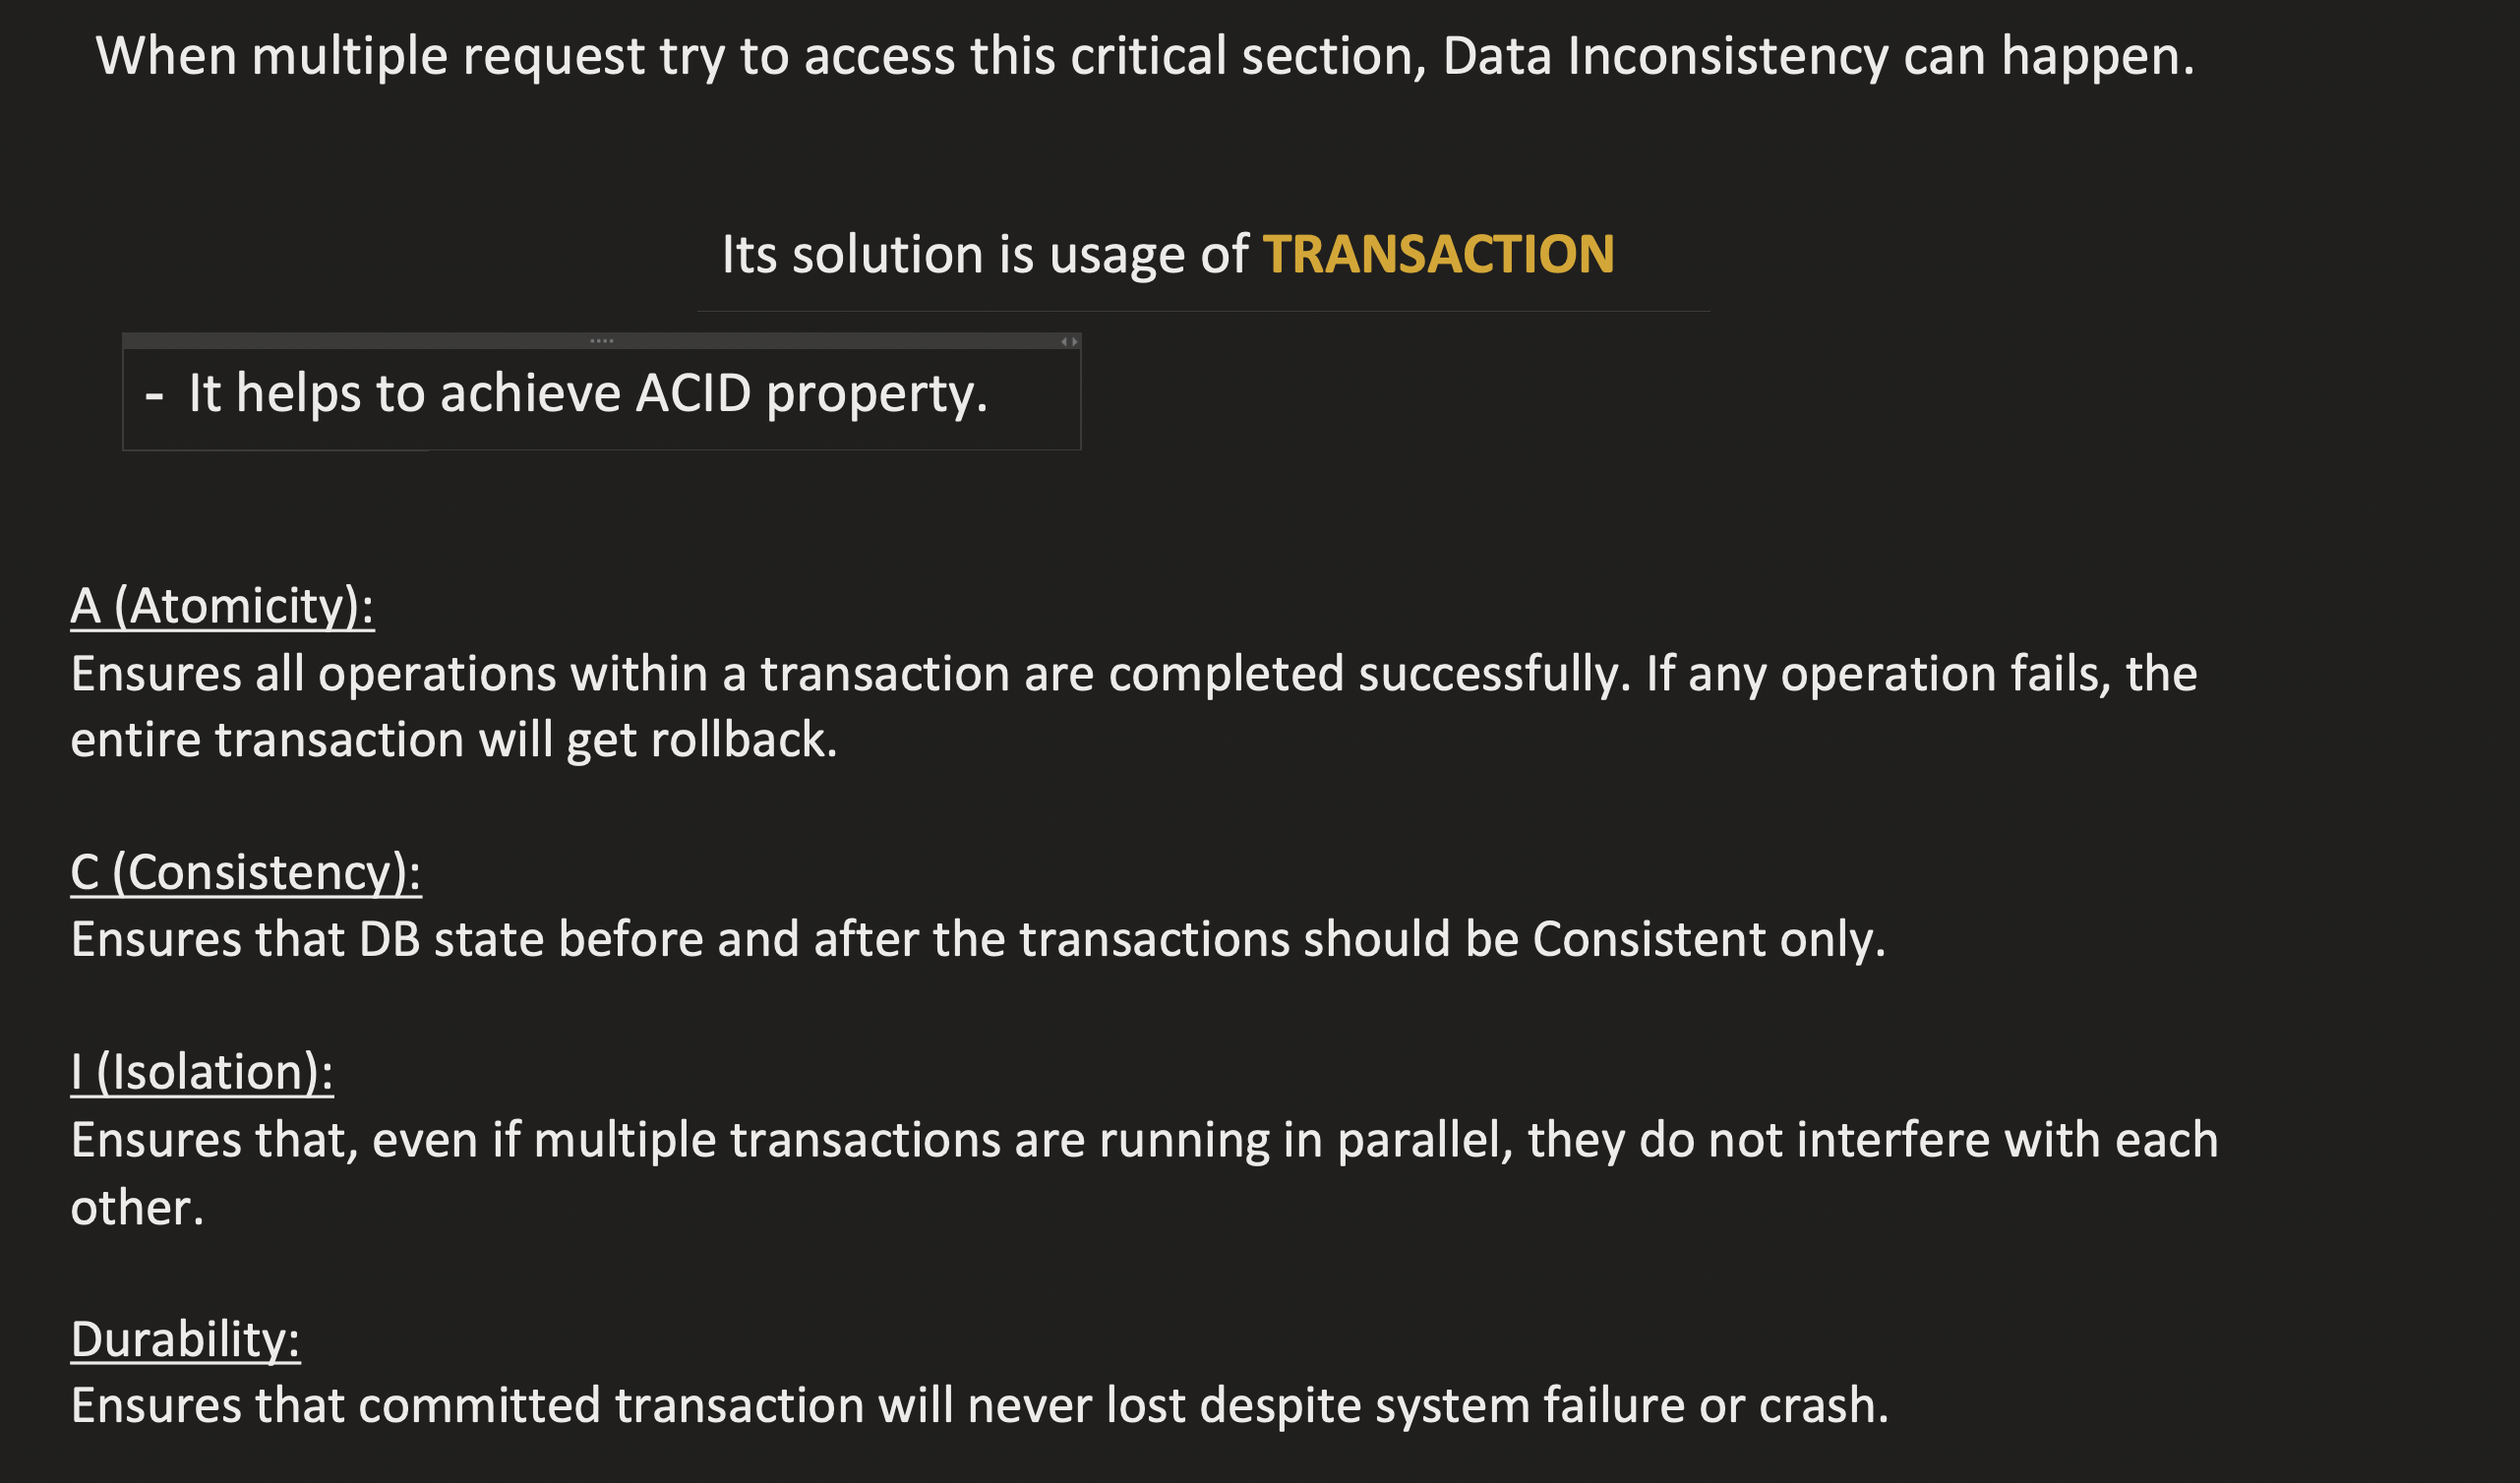 When multiple request try to access this critical section, Data Inconsistency can happen.
Its solution is usage of TRANSACTION
- It helps to achieve ACID property.
A (Atomicity):
Ensures all operations within a transaction are completed successfully. If any operation fails, the
entire transaction will get rollback.
C (Consistency):
Ensures that DB state before and after the transactions should be Consistent only.
I (Isolation):
Ensures that, even if multiple transactions are running in parallel, they do not interfere with each
other.
Durability:
Ensures that committed transaction will never lost despite system failure or crash.